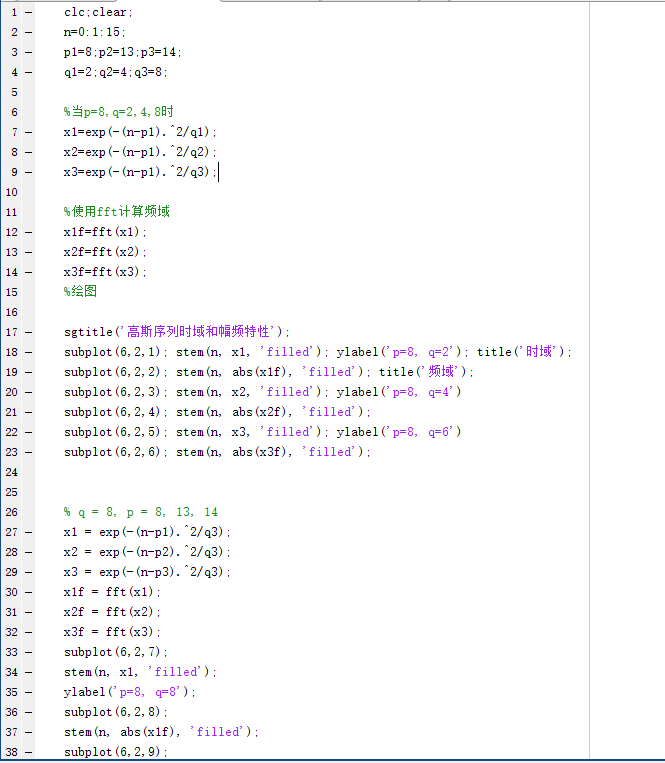 1 — clc;clear;
2 — n=0:1:15;
3 — p1=8;p2=13;p3=14;
4 — q1=2;q2=4;q3=8;
5
6 %当p=8,q=2,4,8时
7 — x1=exp(-(n-p1).^2/q1);
8 — x2=exp(-(n-p1).^2/q2);
9 — x3=exp(-(n-p1).^2/q3);
10
11 %使用fft计算频域
12 — x1f=fft(x1);
13 — x2f=fft(x2);
14 — x3f=fft(x3);
15 %绘图
16
17 — sgtitle('高斯序列时域和幅频特性');
18 — subplot(6,2,1); stem(n, x1, 'filled'); ylabel('p=8, q=2'); title('时域');
19 — subplot(6,2,2); stem(n, abs(x1f), 'filled'); title('频域');
20 — subplot(6,2,3); stem(n, x2, 'filled'); ylabel('p=8, q=4')
21 — subplot(6,2,4); stem(n, abs(x2f), 'filled');
22 — subplot(6,2,5); stem(n, x3, 'filled'); ylabel('p=8, q=6')
23 — subplot(6,2,6); stem(n, abs(x3f), 'filled');
24
25
26 % q = 8, p = 8, 13, 14
27 — x1 = exp(-(n-p1).^2/q3);
28 — x2 = exp(-(n-p2).^2/q3);
29 — x3 = exp(-(n-p3).^2/q3);
30 — x1f = fft(x1);
31 — x2f = fft(x2);
32 — x3f = fft(x3);
33 — subplot(6,2,7);
34 — stem(n, x1, 'filled');
35 — ylabel('p=8, q=8');
36 — subplot(6,2,8);
37 — stem(n, abs(x1f), 'filled');
38 — subplot(6,2,9);